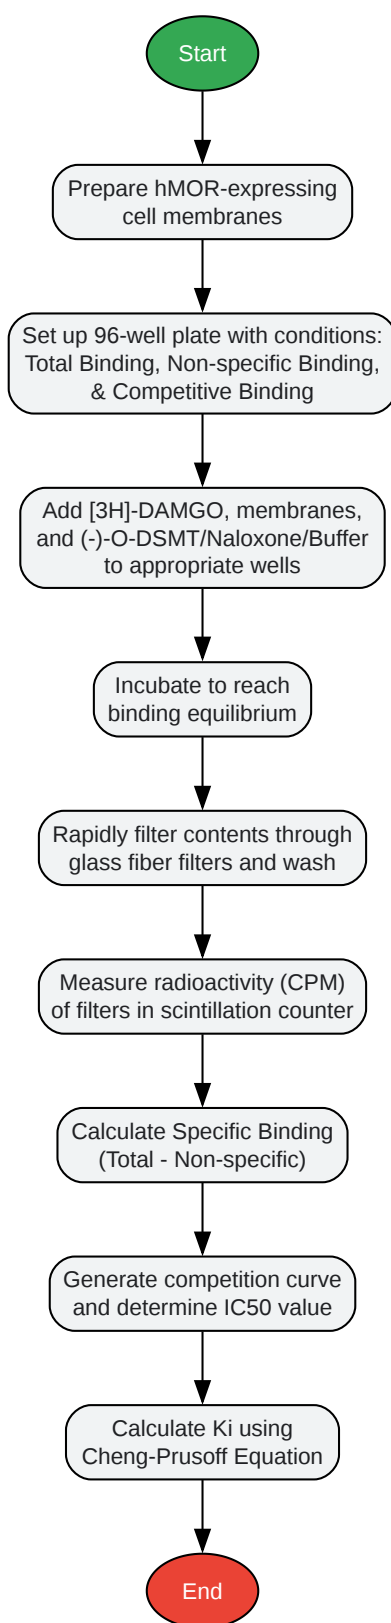 Start
Prepare hMOR-expressing
cell membranes
Set up 96-well plate with conditions:
Total Binding, Non-specific Binding,
& Competitive Binding
Add [3H]-DAMGO, membranes,
and (-)-O-DSMT/Naloxone/Buffer
to appropriate wells
Incubate to reach
binding equilibrium
Rapidly filter contents through
glass fiber filters and wash
Measure radioactivity (CPM)
of filters in scintillation counter
Calculate Specific Binding
(Total - Non-specific)
Generate competition curve
and determine IC50 value
Calculate Ki using
Cheng-Prusoff Equation
End